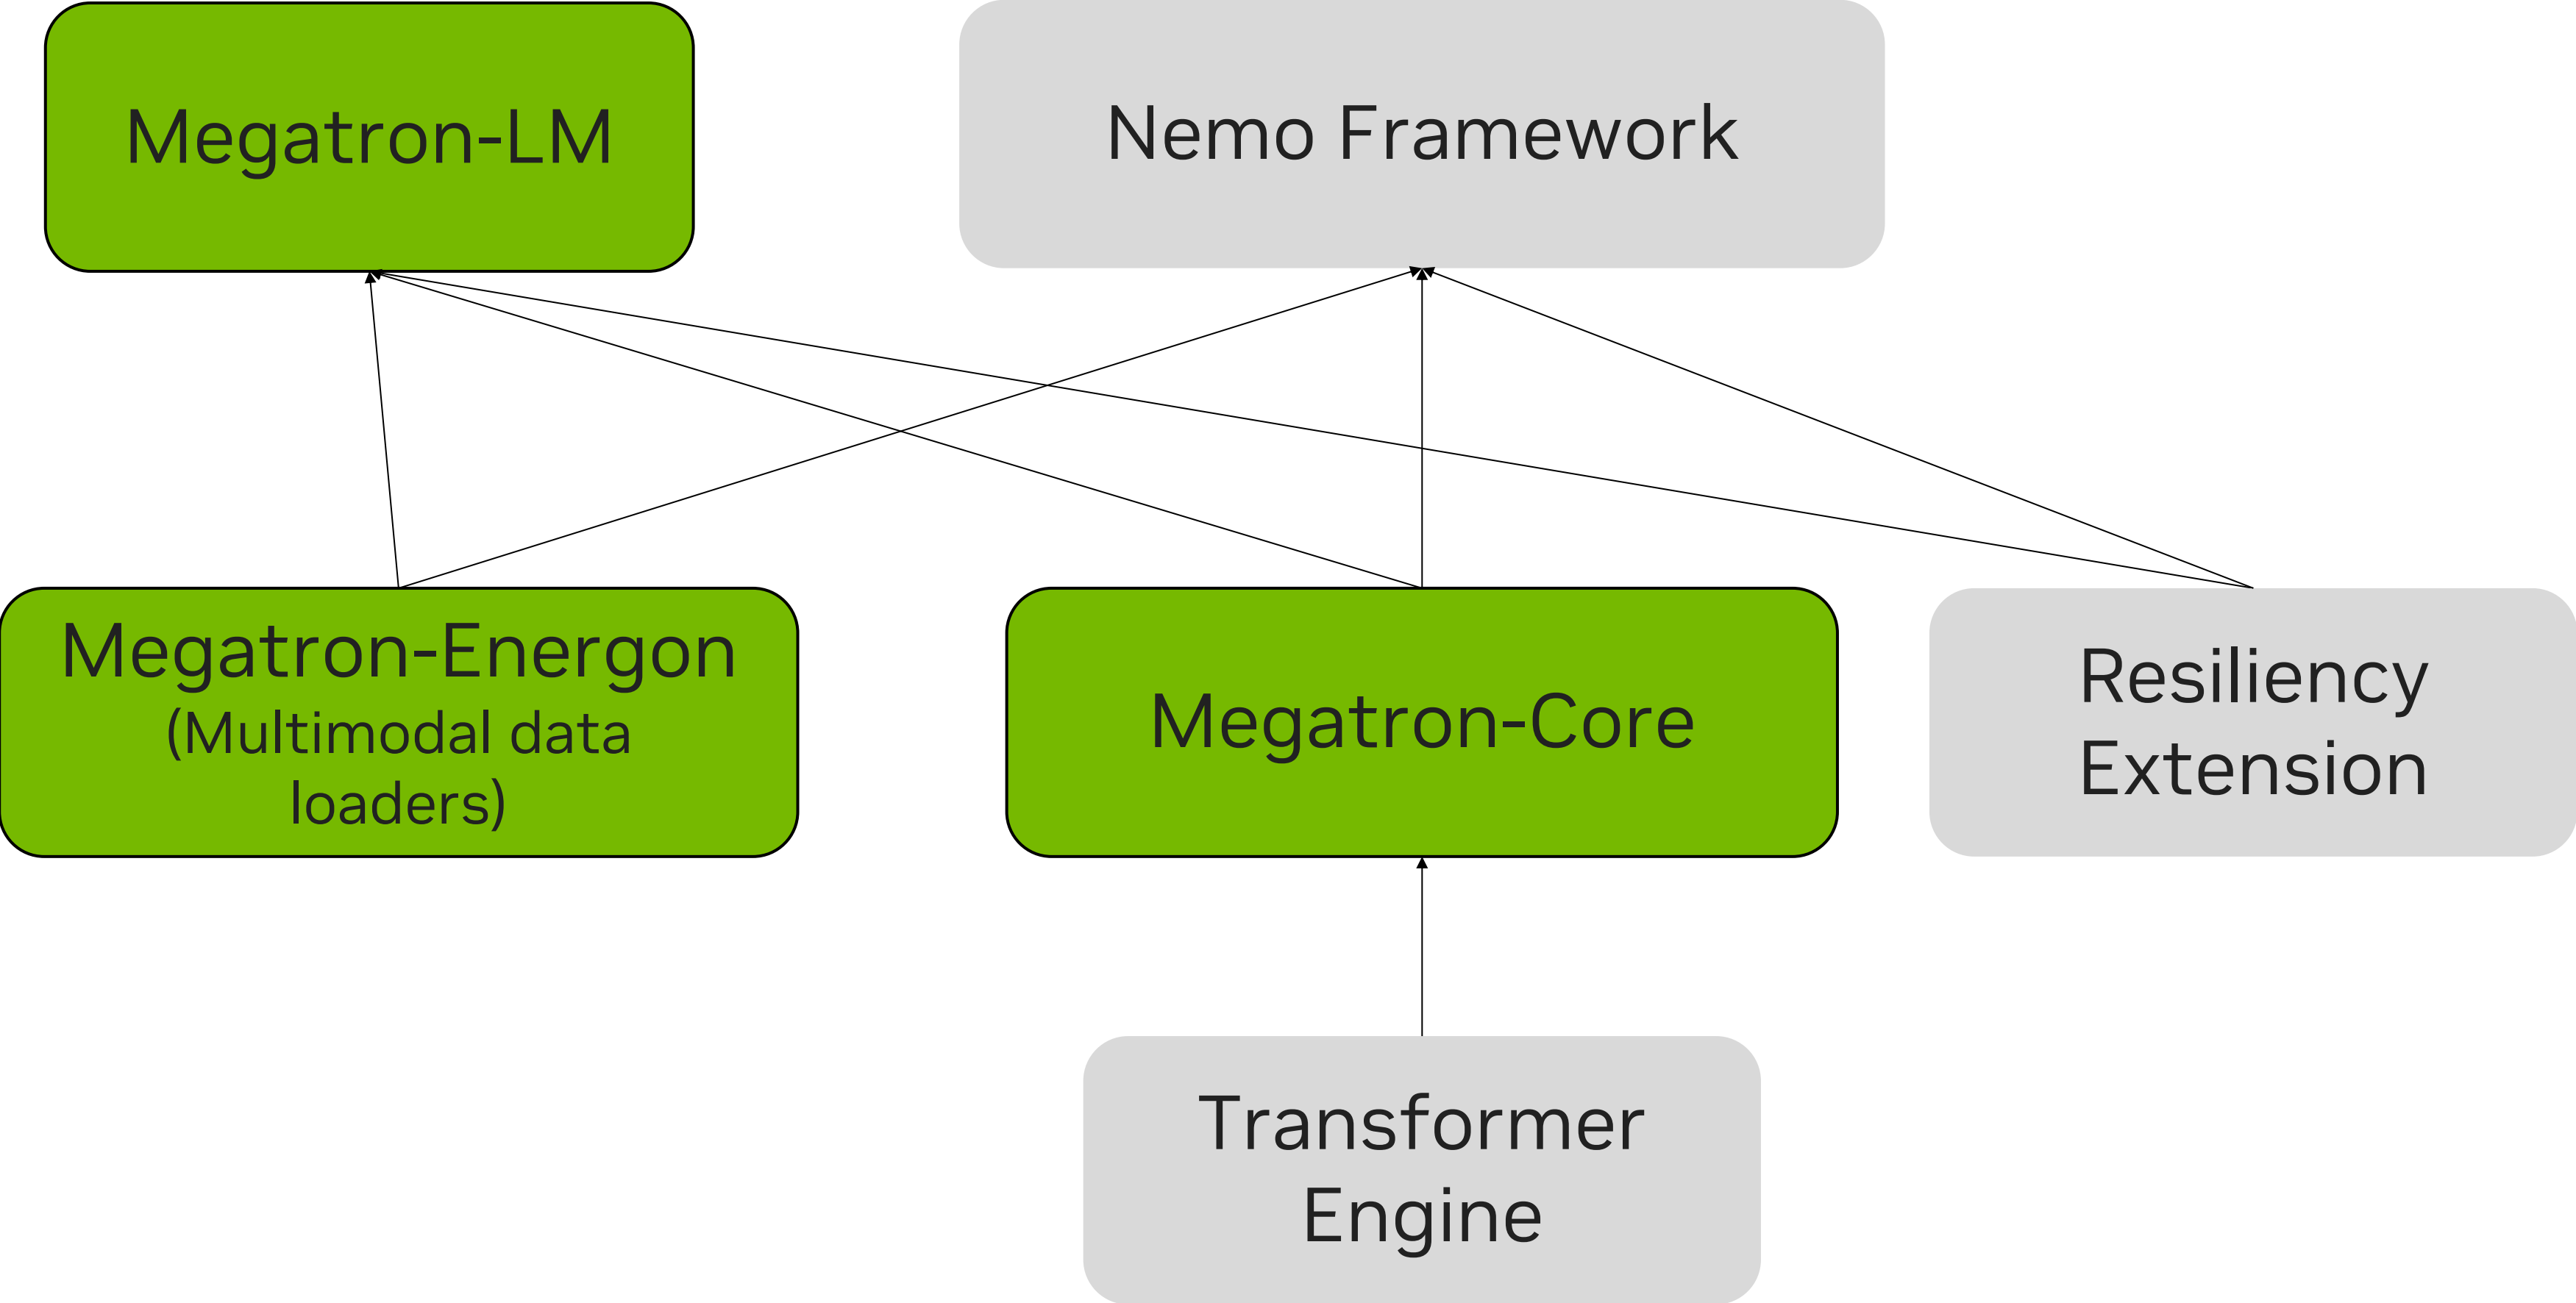 Megatron-LM
Nemo Framework
Megatron-Energon
(Multimodal data
loaders)
Megatron-Core
Resiliency
Extension
Transformer
Engine